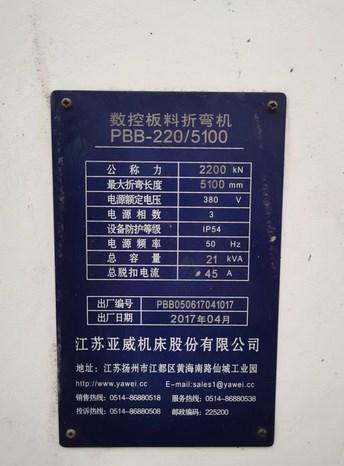 数控板料折弯机
PBB-220/5100
公称力 2200 kN
最大折弯长度 5100 mm
电源额定电压 380 V
电源相数 3
设备防护等级 IP54
电源频率 50 Hz
总容量 21 kVA
总脱扣电流 45 A
出厂编号 PBB050617041017
出厂日期 2017年04月
江苏亚威机床股份有限公司
地址：江苏扬州市江都区黄海南路仙城工业园
http://www.yawei.cc E-mail:sales1@yawei.cc
销售热线：0514-86880518 服务热线：0514-86880538
投诉热线：0514-86880508 邮政编码：225200